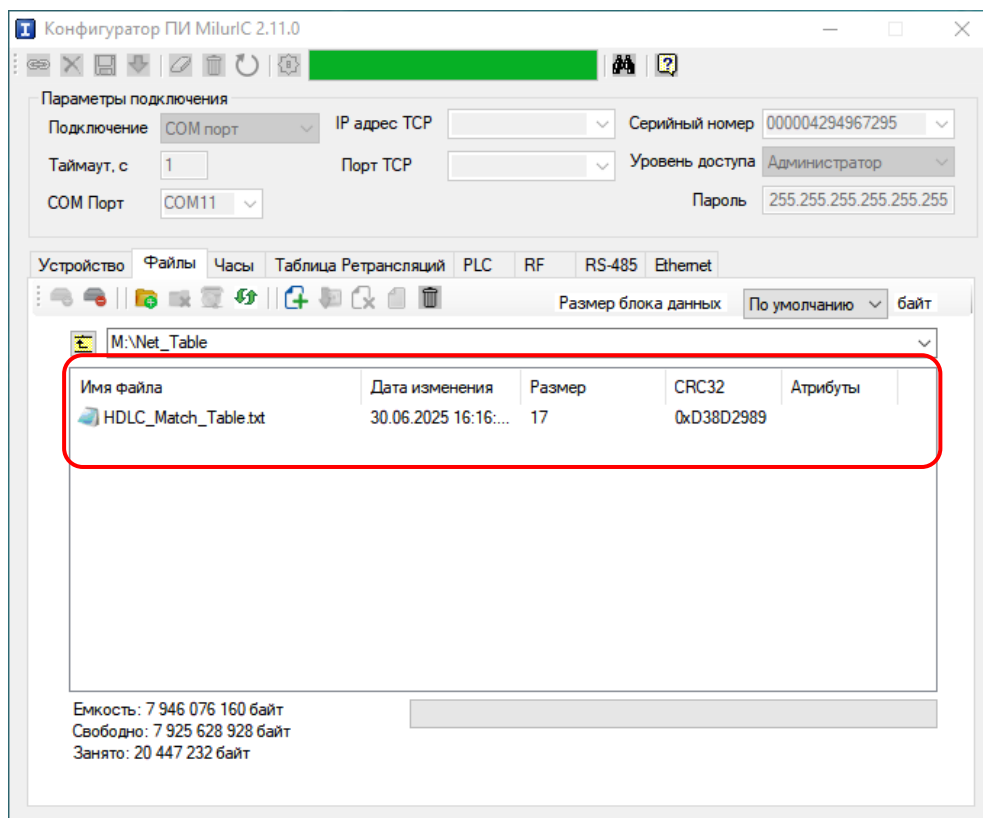 Конфигуратор ПИ MilurIC 2.11.0
Параметры подключения
Подключение COM порт IP адрес TCP Серийный номер 000004294967295
Таймаут, с 1 Порт TCP Уровень доступа Администратор
COM Порт COM11 Пароль 255.255.255.255.255.255
Устройство Файлы Часы Таблица Ретрансляций PLC RF RS-485 Ethernet
Размер блока данных По умолчанию байт
M:\Net_Table
Имя файла Дата изменения Размер CRC32 Атрибуты
HDLC_Match_Table.txt 30.06.2025 16:16:... 17 0xD38D2989
Емкость: 7 946 076 160 байт
Свободно: 7 925 628 928 байт
Занято: 20 447 232 байт